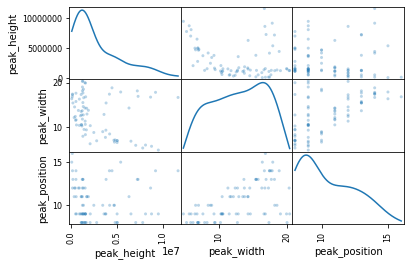 10000000
5000000
0
peak_height
20
10
peak_width
15
10
peak_position
0.0
0.5
1.0
1e7
10
20
10
15
peak_height
peak_width
peak_position